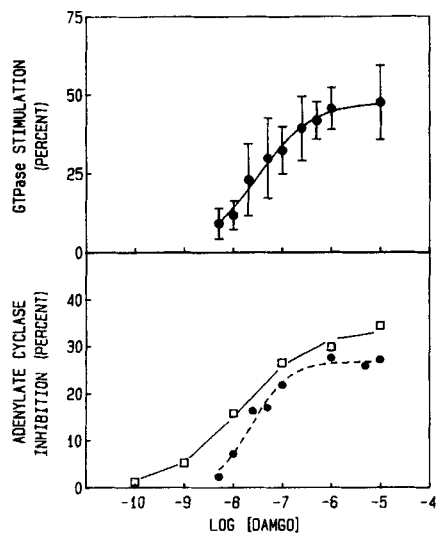 GTPase STIMULATION
(PERCENT)
75
50
25
0
ADENYLATE CYCLASE
INHIBITION (PERCENT)
40
30
20
10
0
-10 -9 -8 -7 -6 -5 -4
LOG [DAMGO]